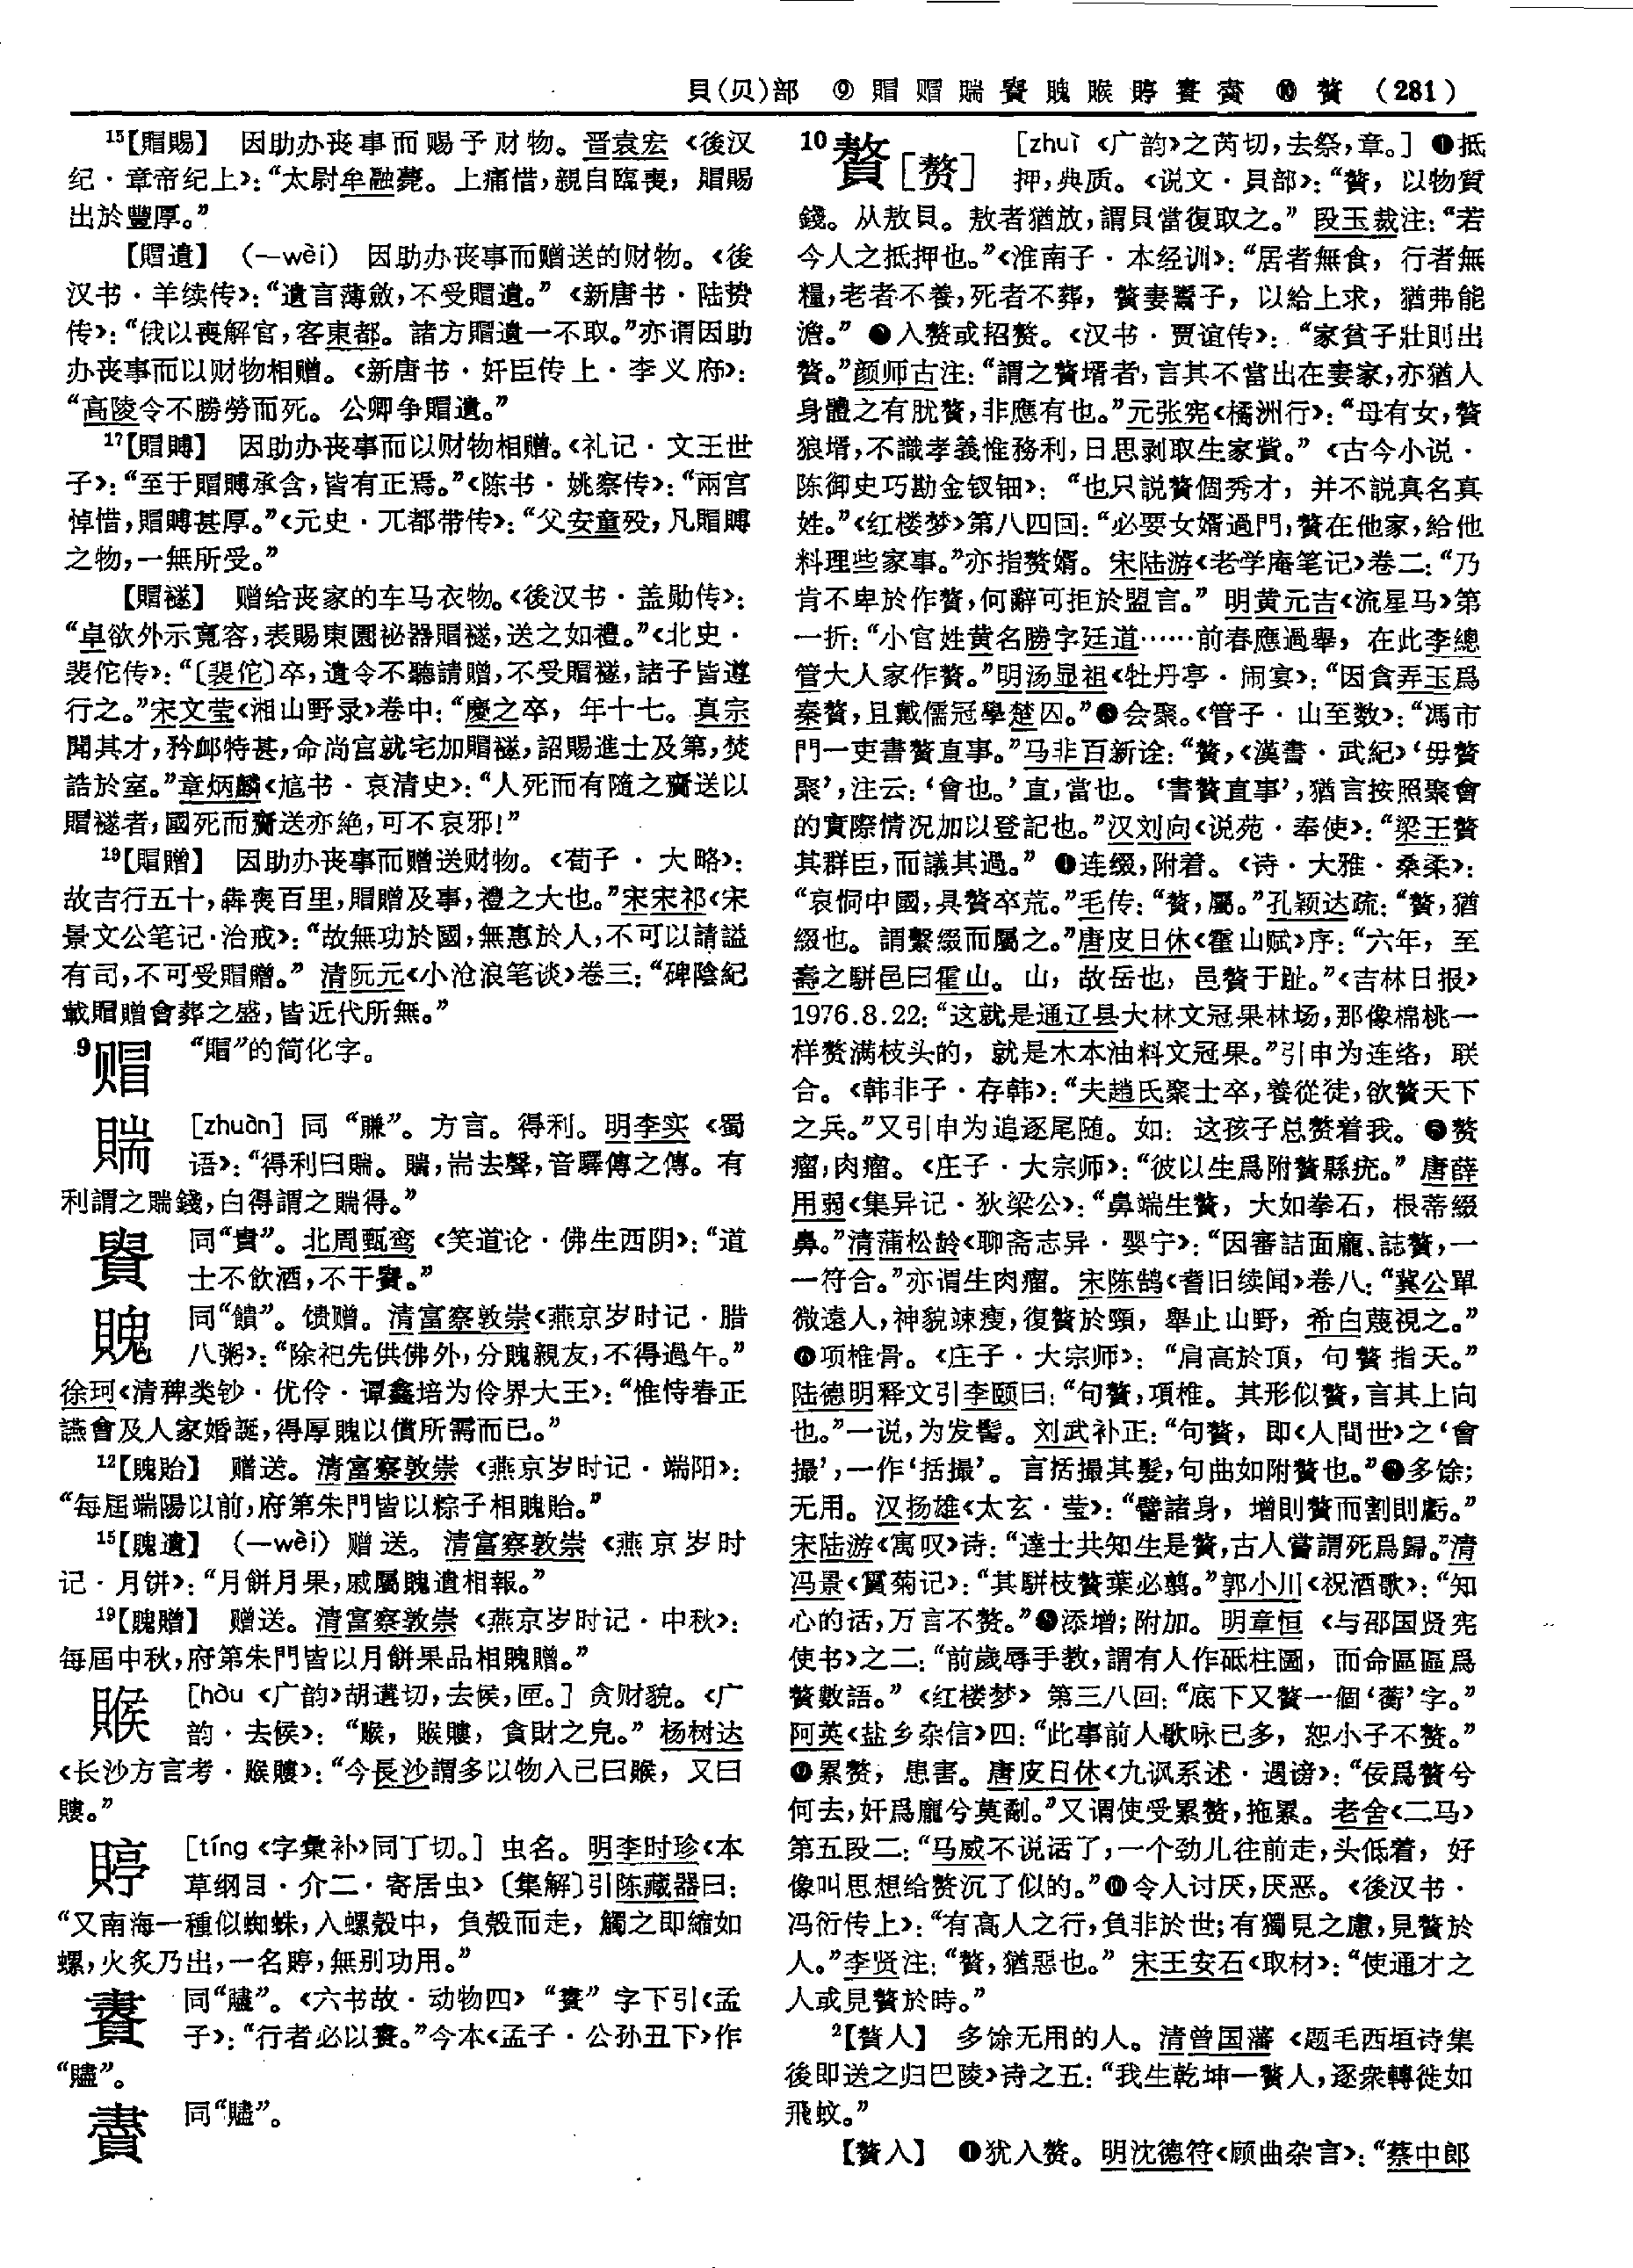 貝(贝)部 ⑨ 賵 赗 賗 賮 賏 㺅 䝼 賷 賫 ⑩ 贅 (281)
¹⁵【賵賜】 因助办丧事而赐予财物。晋袁宏《後汉
纪·章帝纪上》：“太尉牟融薨。上痛惜，親自臨喪，賵賜
出於豐厚。”
【賵遺】 (—wèi) 因助办丧事而赠送的财物。《後
汉书·羊续传》：“遺言薄斂，不受賵遺。”《新唐书·陆贽
传》：“俄以喪解官，客東都。諸方賵遺一不取。”亦谓因助
办丧事而以财物相赠。《新唐书·奸臣传上·李义府》：
“高陵令不勝勞而死。公卿争賵遺。”
¹⁷【賵賻】 因助办丧事而以财物相赠。《礼记·文王世
子》：“至于賵賻承含，皆有正焉。”《陈书·姚察传》：“兩宫
悼惜，賵賻甚厚。”《元史·兀都带传》：“父安童殁，凡賵賻
之物，一無所受。”
【賵襚】 赠给丧家的车马衣物。《後汉书·盖勋传》：
“卓欲外示寬容，表賜東園祕器賵襚，送之如禮。”《北史·
裴佗传》：“〔裴佗〕卒，遺令不聽請贈，不受賵襚，諸子皆遵
行之。”宋文莹《湘山野录》卷中：“慶之卒，年十七。真宗
聞其才，矜卹特甚，命尚宫就宅加賵襚，詔賜進士及第，焚
誥於室。”章炳麟《訄书·哀清史》：“人死而有隨之齎送以
賵襚者，國死而齎送亦絶，可不哀邪！”
¹⁹【賵贈】 因助办丧事而赠送财物。《荀子·大略》：
故吉行五十，犇喪百里，賵贈及事，禮之大也。”宋宋祁《宋
景文公笔记·治戒》：“故無功於國，無惠於人，不可以請謚
有司，不可受賵贈。”清阮元《小沧浪笔谈》卷三：“碑陰紀
載賵贈會葬之盛，皆近代所無。”
9赗 “賵”的简化字。
[zhuàn] 同“賺”。方言。得利。明李实《蜀
语》：“得利曰䝎。䝎，耑去聲，音驛傳之傳。有
利謂之䝎錢，白得謂之䝎得。”
同“貴”。北周甄鸾《笑道论·佛生西阴》：“道
士不飲酒，不干。”
同“饋”。馈赠。清富察敦崇《燕京岁时记·腊
八粥》：“除祀先供佛外，分䞇親友，不得過午。”
徐珂《清稗类钞·优伶·谭鑫培为伶界大王》：“惟恃春正
讌會及人家婚誕，得厚䞇以償所需而已。”
¹²【䞇貽】 赠送。清富察敦崇《燕京岁时记·端阳》：
“每屆端陽以前，府第朱門皆以粽子相䞇貽。”
¹⁵【䞇遺】 (—wèi) 赠送。清富察敦崇《燕京岁时
记·月饼》：“月餅月果，戚屬䞇遺相報。”
¹⁹【䞇贈】 赠送。清富察敦崇《燕京岁时记·中秋》：
每屆中秋，府第朱門皆以月餅果品相䞇贈。”
[hòu《广韵》胡遘切，去候，匣。] 贪财貌。《广
韵·去候》：“䞀，䞀䝏，貪財之皃。”杨树达
《长沙方言考·䞀䝏》：“今長沙謂多以物入己曰䞀，又曰
䝏。”
[tíng《字彙补》同丁切。] 虫名。明李时珍《本
草纲目·介二·寄居虫》〔集解〕引陈藏器曰：
“又南海一種似蜘蛛，入螺殼中，負殼而走，觸之即縮如
螺，火炙乃出，一名䞓，無别功用。”
同“贐”。《六书故·动物四》“賮”字下引《孟
子》：“行者必以賮。”今本《孟子·公孙丑下》作
“贐”。
同“贐”。
10贅[赘] [zhuì《广韵》之芮切，去祭，章。] ❶抵
押，典质。《说文·貝部》：“贅，以物質
錢。从敖貝。敖者猶放，謂貝當復取之。”段玉裁注：“若
今人之抵押也。”《淮南子·本经训》：“居者無食，行者無
糧，老者不養，死者不葬，贅妻鬻子，以給上求，猶弗能
澹。”❷入赘或招赘。《汉书·贾谊传》：“家貧子壯則出
贅。”颜师古注：“謂之贅壻者，言其不當出在妻家，亦猶人
身體之有肬贅，非應有也。”元张宪《橘洲行》：“母有女，贅
狼壻，不識孝義惟務利，日思剥取生家貲。”《古今小说·
陈御史巧勘金钗钿》：“也只説贅個秀才，并不説真名真
姓。”《红楼梦》第八四回：“必要女婿過門，贅在他家，給他
料理些家事。”亦指赘婿。宋陆游《老学庵笔记》卷二：“乃
肯不卑於作贅，何辭可拒於盟言。”明黄元吉《流星马》第
一折：“小官姓黄名勝字廷道……前春應過舉，在此李總
管大人家作贅。”明汤显祖《牡丹亭·闹宴》：“因貪弄玉爲
秦贅，且戴儒冠學楚囚。”❸会聚。《管子·山至数》：“馮市
門一吏書贅直事。”马非百新诠：“贅，《漢書·武紀》‘毋贅
聚’，注云：‘會也。’直，當也。‘書贅直事’，猶言按照聚會
的實際情况加以登記也。”汉刘向《说苑·奉使》：“梁王贅
其群臣，而議其過。”❹连缀，附着。《诗·大雅·桑柔》：
“哀恫中國，具贅卒荒。”毛传：“贅，屬。”孔颖达疏：“贅，猶
綴也。謂繫綴而屬之。”唐皮日休《霍山赋》序：“六年，至
壽之駢邑曰霍山。山，故岳也，邑贅于趾。”《吉林日报》
1976.8.22：“这就是通辽县大林文冠果林场，那像棉桃一
样赘满枝头的，就是木本油料文冠果。”引申为连络，联
合。《韩非子·存韩》：“夫趙氏聚士卒，養從徒，欲贅天下
之兵。”又引申为追逐尾随。如：这孩子总赘着我。❺赘
瘤，肉瘤。《庄子·大宗师》：“彼以生爲附贅縣疣。”唐薛
用弱《集异记·狄梁公》：“鼻端生贅，大如拳石，根蒂綴
鼻。”清蒲松龄《聊斋志异·婴宁》：“因審詰面龐、誌贅，一
一符合。”亦谓生肉瘤。宋陈鹄《耆旧续闻》卷八：“冀公單
微遠人，神貌竦瘦，復贅於頸，舉止山野，希白蔑視之。”
❻项椎骨。《庄子·大宗师》：“肩高於頂，句贅指天。”
陆德明释文引李颐曰：“句贅，項椎。其形似贅，言其上向
也。”一说，为发髻。刘武补正：“句贅，即《人間世》之‘會
撮’，一作‘括撮’。言括撮其髮，句曲如附贅也。”❼多馀；
无用。汉扬雄《太玄·莹》：“譬諸身，增則贅而割則虧。”
宋陆游《寓叹》诗：“達士共知生是贅，古人嘗謂死爲歸。”清
冯景《蒷菊记》：“其駢枝贅葉必翦。”郭小川《祝酒歌》：“知
心的话，万言不赘。”❽添增；附加。明章恒《与邵国贤宪
使书》之二：“前歲辱手教，謂有人作砥柱圖，而命區區爲
贅數語。”《红楼梦》第三八回：“底下又贅一個‘蘅’字。”
阿英《盐乡杂信》四：“此事前人歌咏已多，恕小子不赘。”
❾累赘，患害。唐皮日休《九讽系述·遇谤》：“佞爲贅兮
何去，奸爲龐兮莫劀。”又谓使受累赘，拖累。老舍《二马》
第五段二：“马威不说话了，一个劲儿往前走，头低着，好
像叫思想给赘沉了似的。”❿令人讨厌，厌恶。《後汉书·
冯衍传上》：“有高人之行，負非於世；有獨見之慮，見贅於
人。”李贤注：“贅，猶惡也。”宋王安石《取材》：“使通才之
人或見贅於時。”
²【贅人】 多馀无用的人。清曾国藩《题毛西垣诗集
後即送之归巴陵》诗之五：“我生乾坤一贅人，逐衆轉徙如
飛蚊。”
【贅入】 ❶犹入赘。明沈德符《顾曲杂言》：“蔡中郎